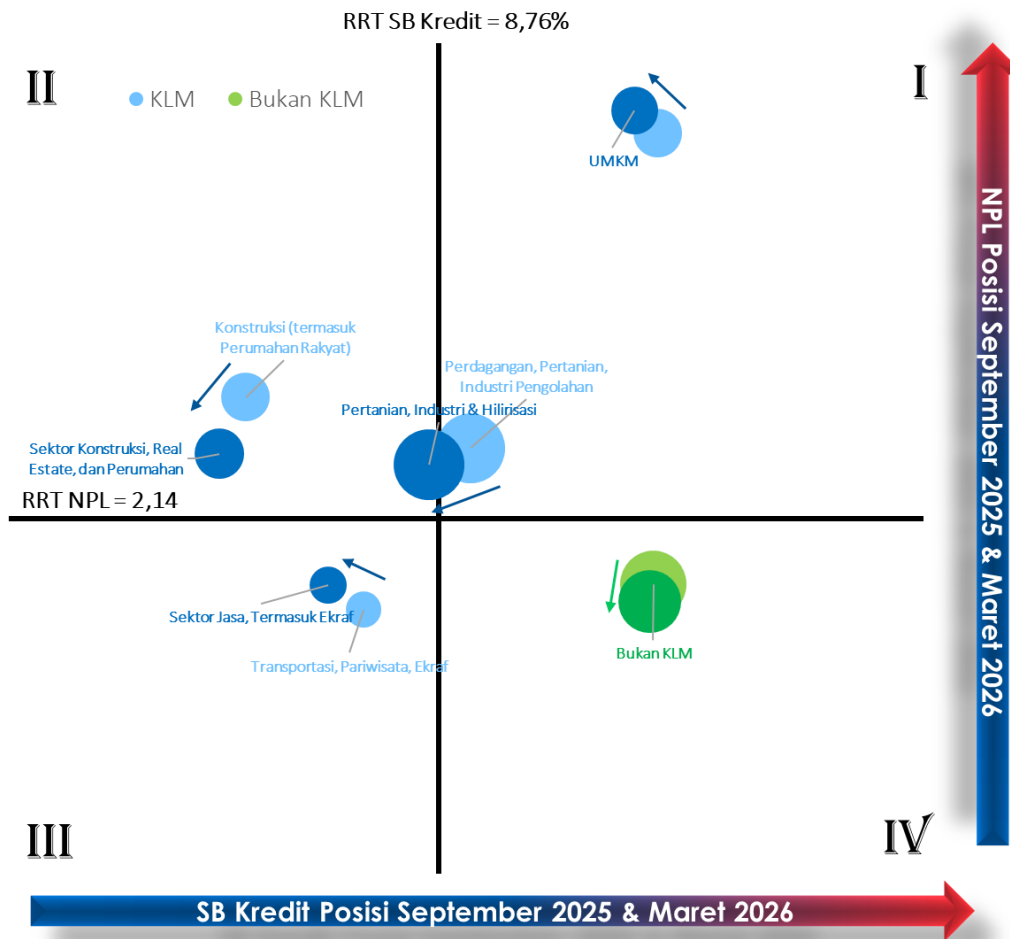 RRT SB Kredit = 8,76%
II
I
KLM
Bukan KLM
UMKM
Konstruksi (termasuk
Perumahan Rakyat)
Perdagangan, Pertanian,
Industri Pengolahan
Pertanian, Industri & Hilirisasi
Sektor Konstruksi, Real
Estate, dan Perumahan
RRT NPL = 2,14
Sektor Jasa, Termasuk Ekraf
Transportasi, Pariwisata, Ekraf
Bukan KLM
III
IV
NPL Posisi September 2025 & Maret 2026
SB Kredit Posisi September 2025 & Maret 2026